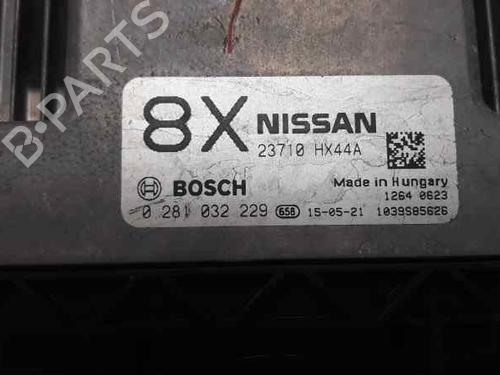 B-PARTS
8X NISSAN
23710 HX44A
BOSCH
Made in Hungary
1264 0623
0 281 032 229 658 15-05-21 1039S85626